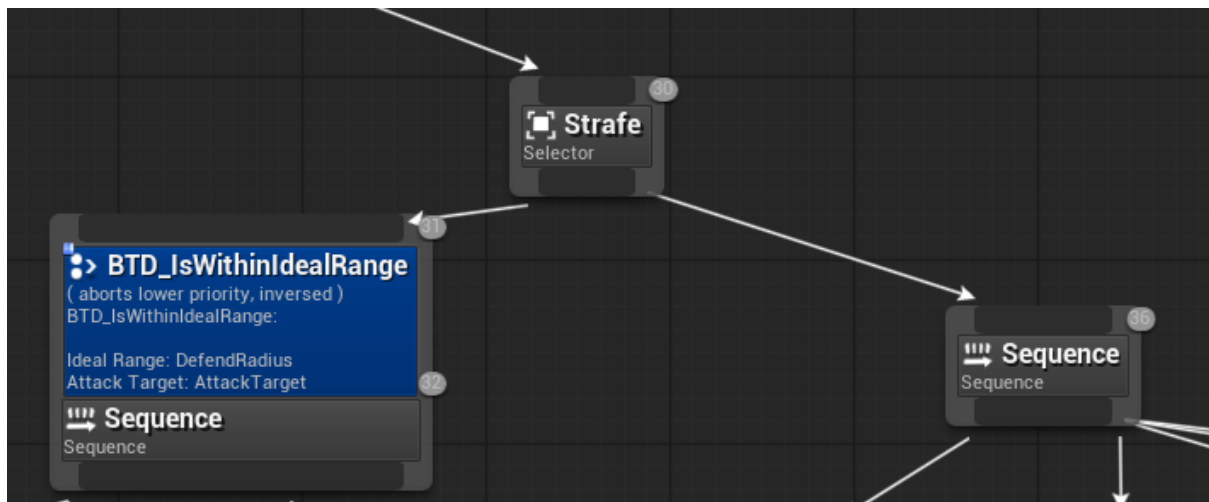 30
Strafe
Selector
31
BTD_IsWithinIdealRange
( aborts lower priority, inversed )
BTD_IsWithinIdealRange:
Ideal Range: DefendRadius
Attack Target: AttackTarget
32
Sequence
Sequence
36
Sequence
Sequence